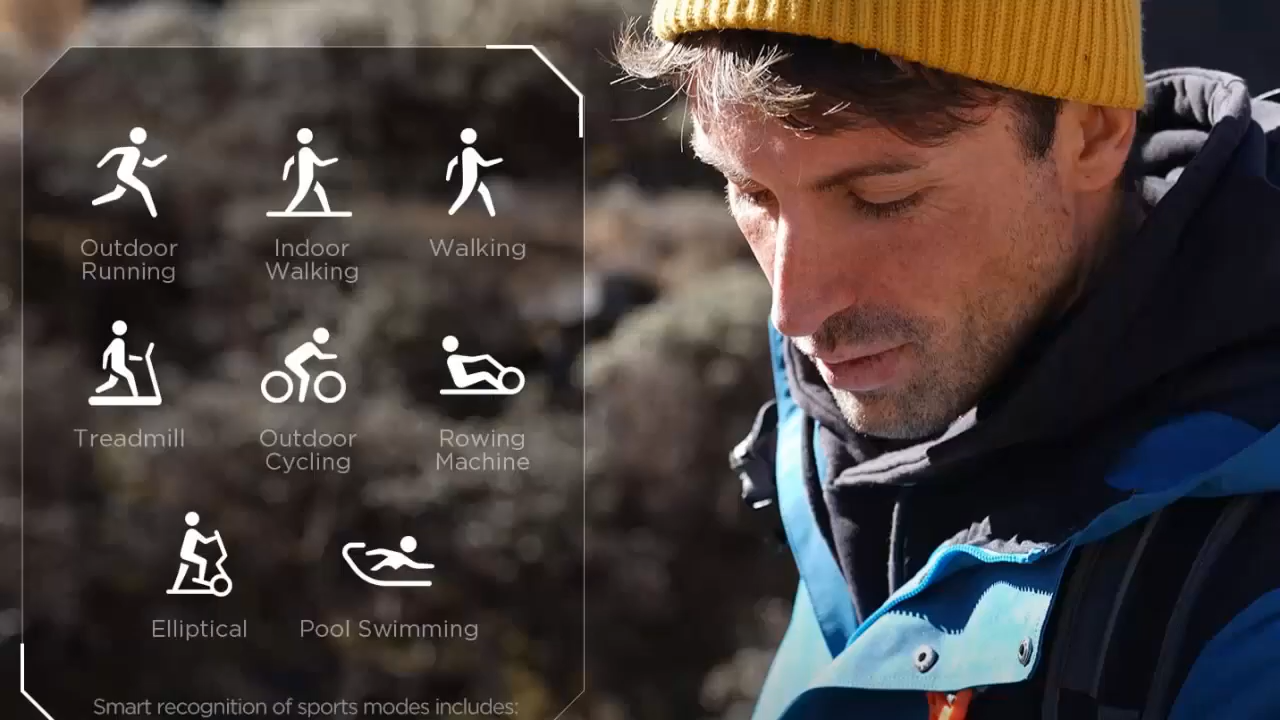 Outdoor
Running
Indoor
Walking
Walking
Treadmill
Outdoor
Cycling
Rowing
Machine
Elliptical
Pool Swimming
Smart recognition of sports modes includes: